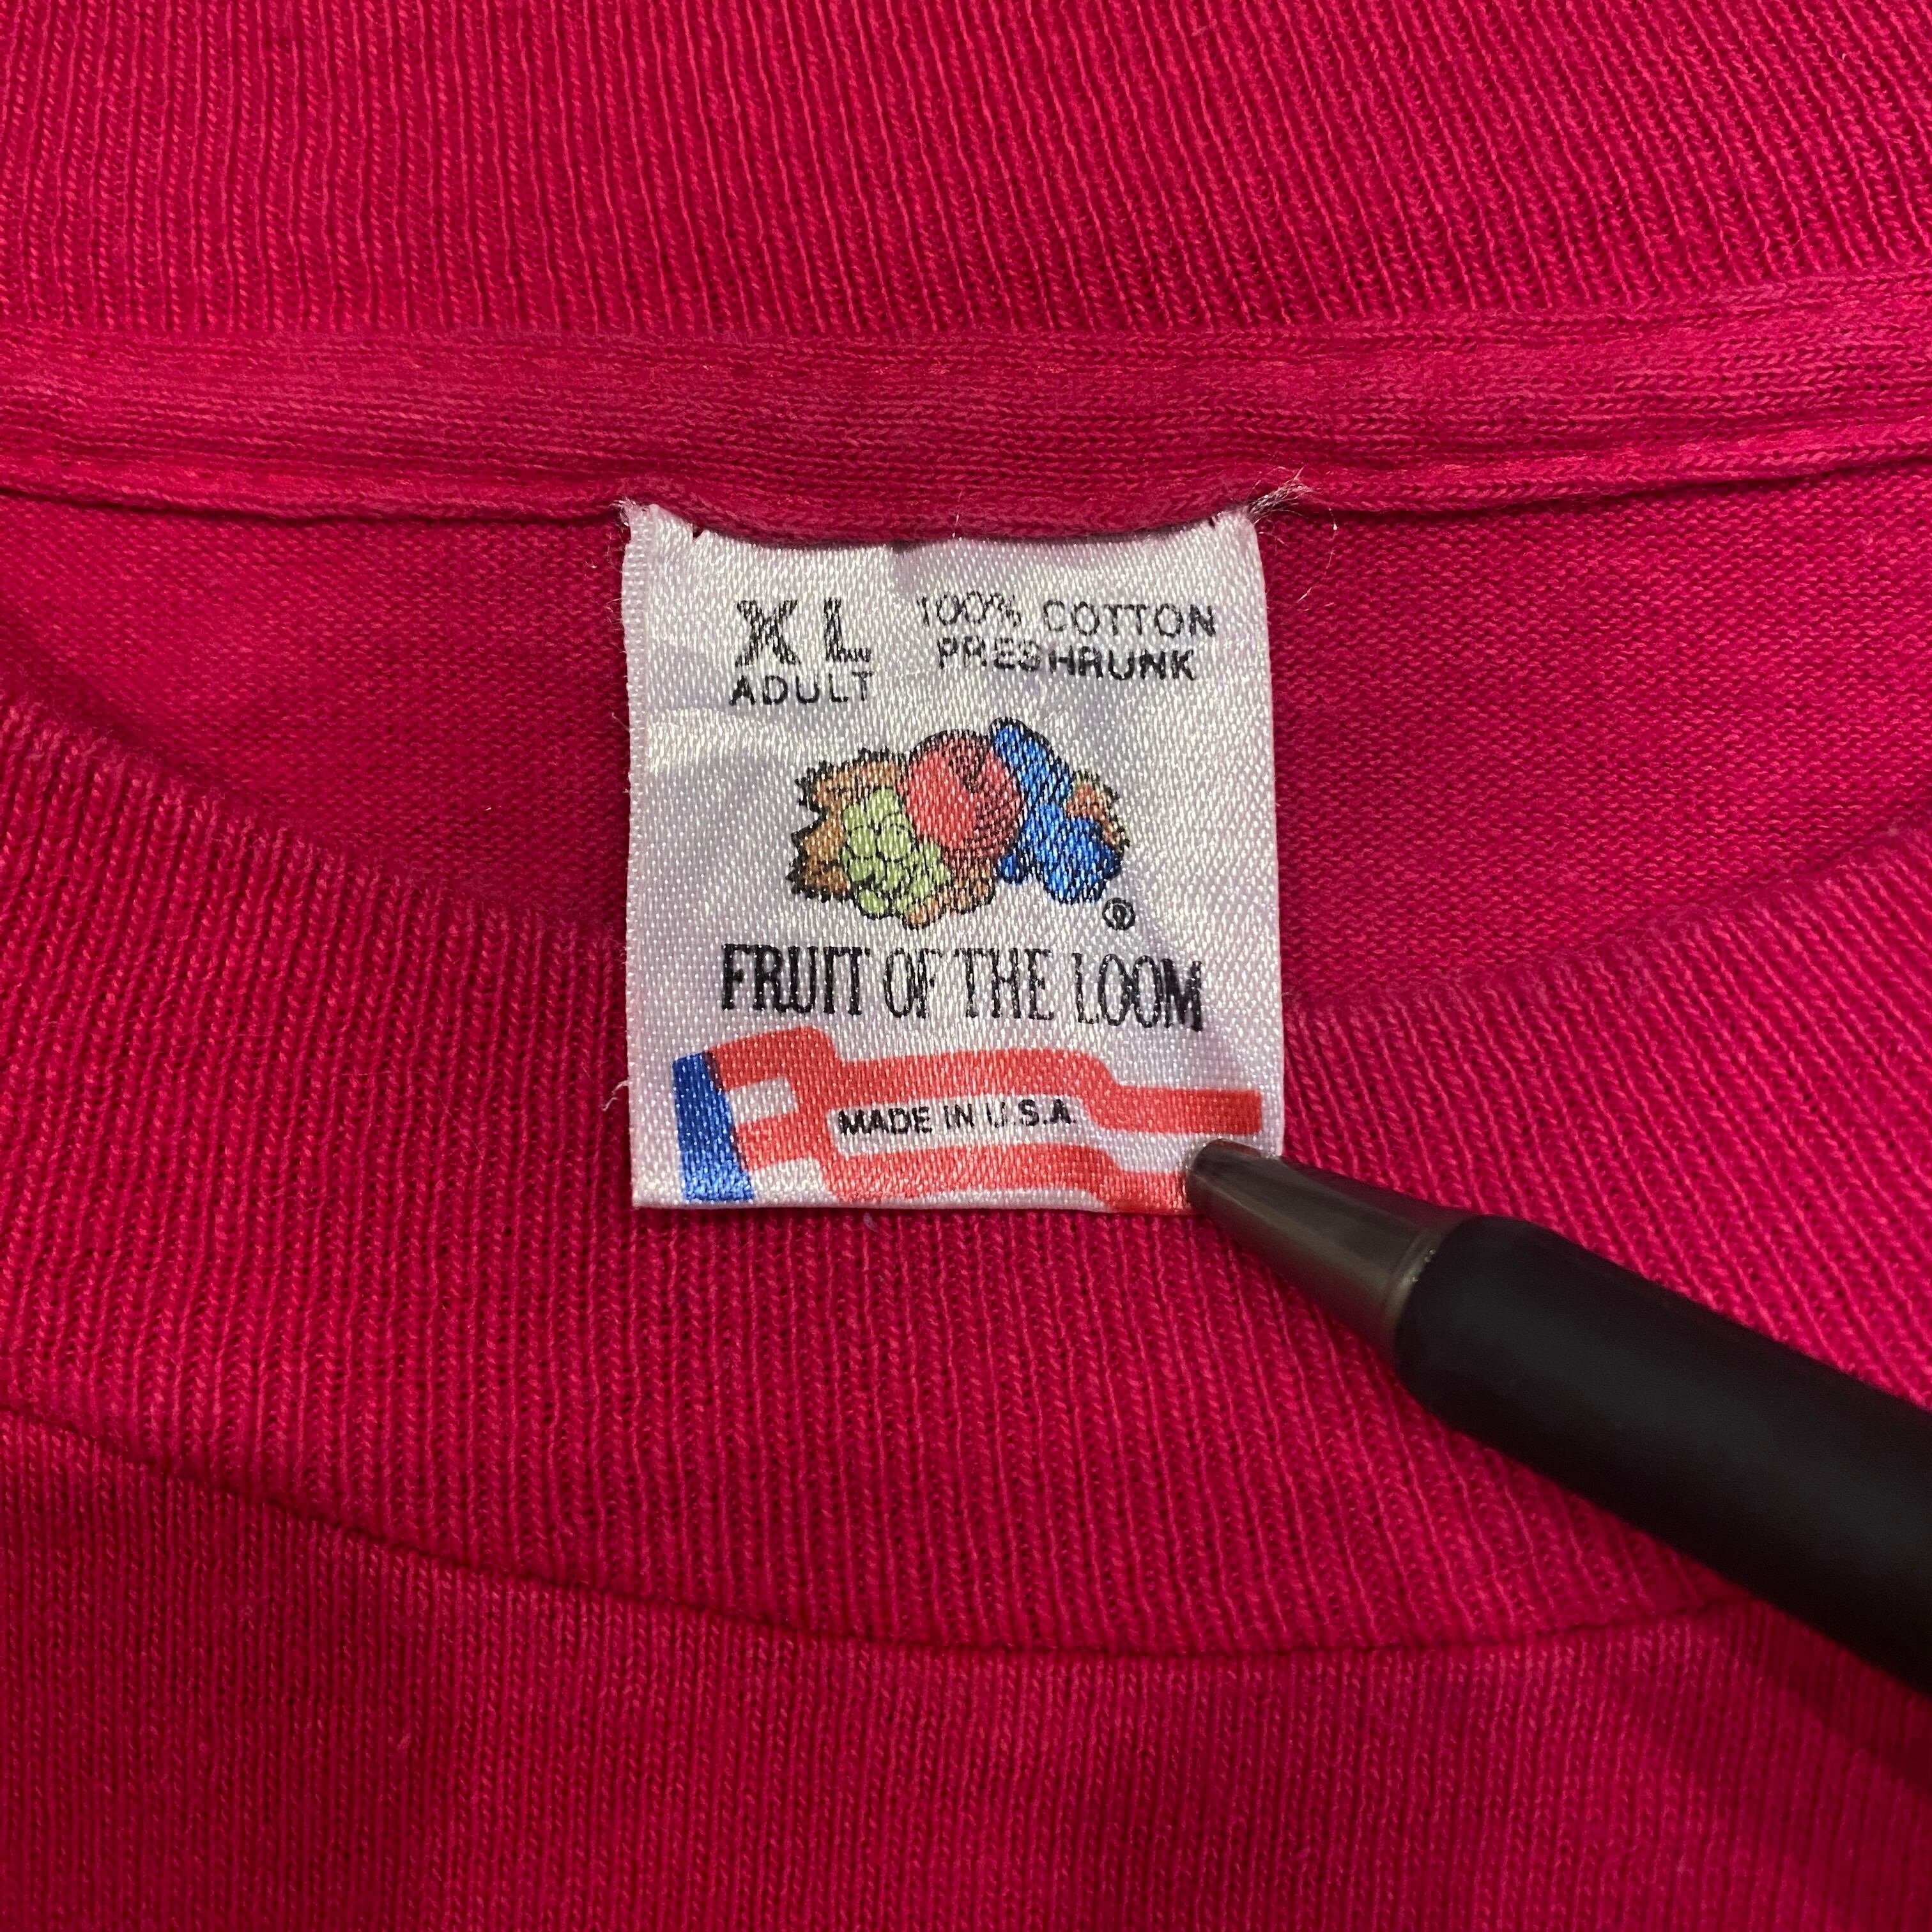 XL
ADULT
100% COTTON
PRESHRUNK
®
FRUIT OF THE LOOM
MADE IN U.S.A.